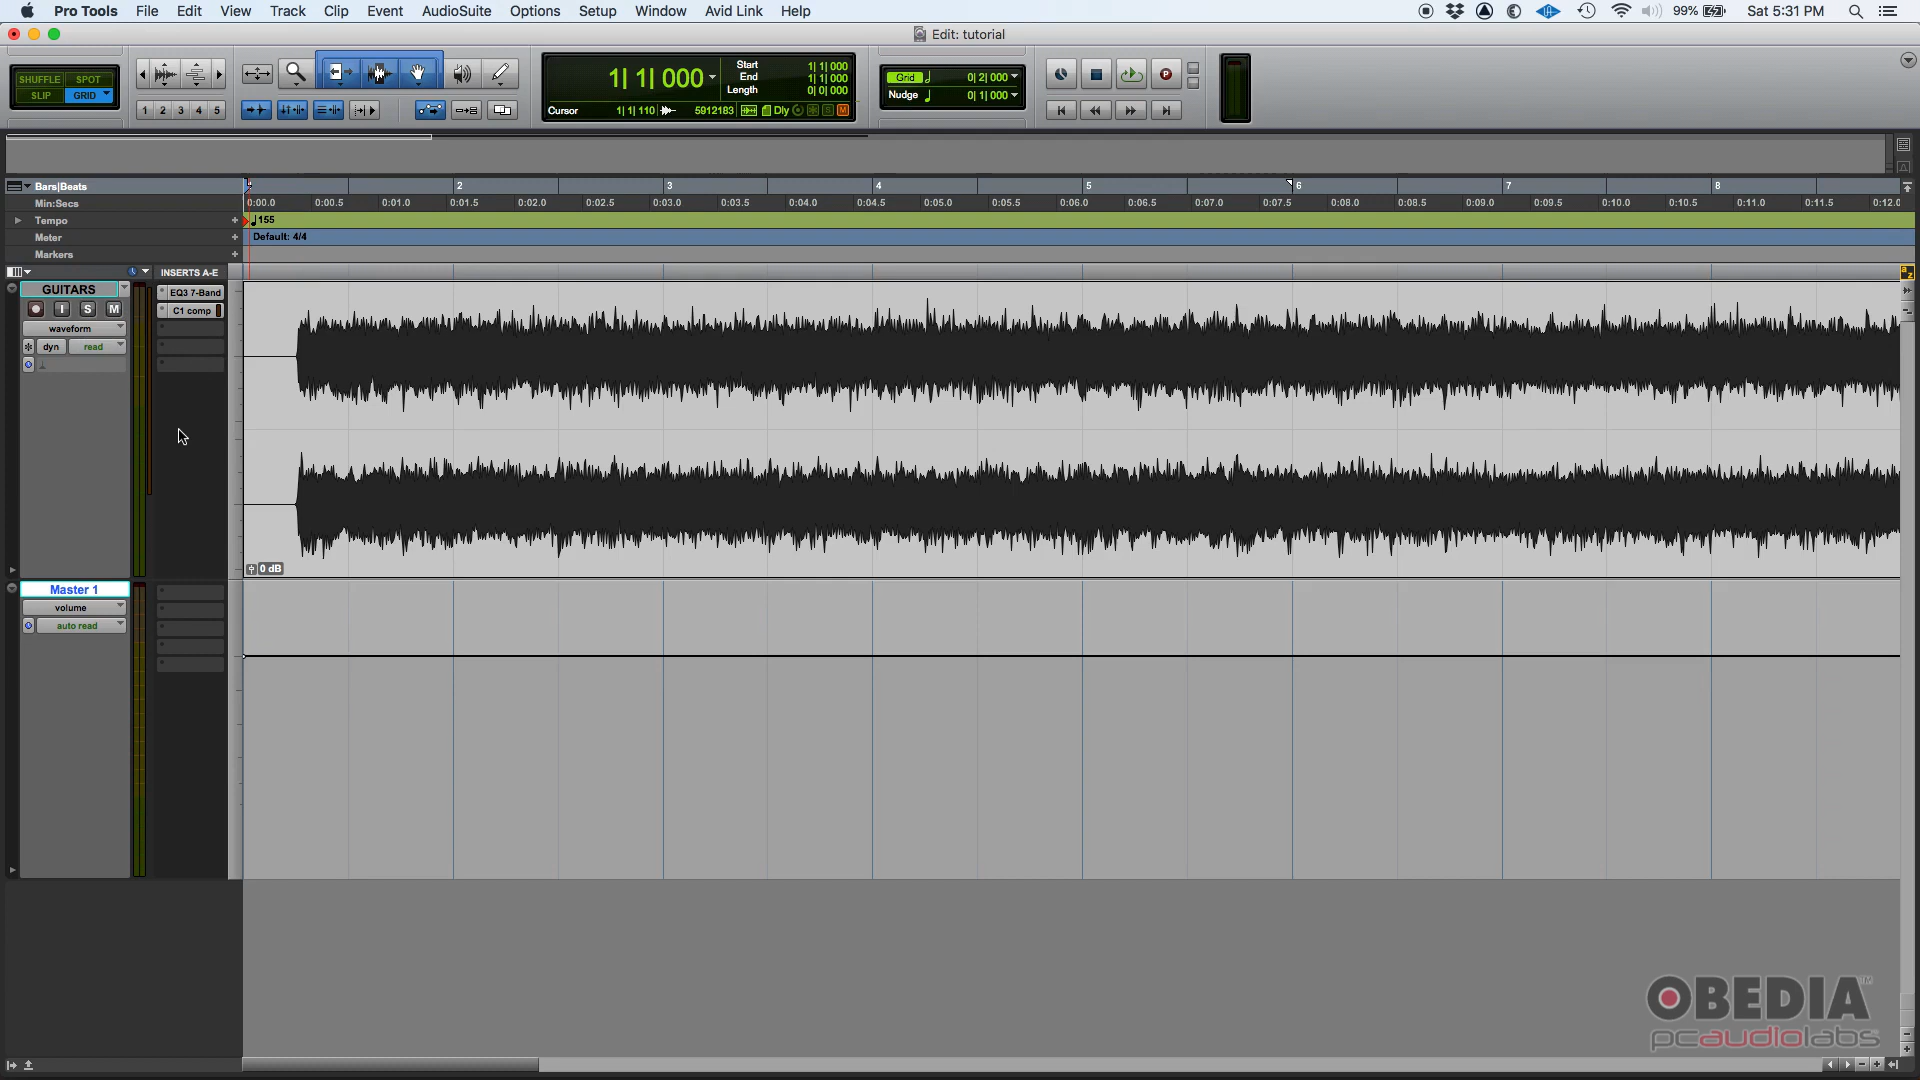 Pro Tools File Edit View Track Clip Event AudioSuite Options Setup Window Avid Link Help 99% Sat 5:31 PM
Edit: tutorial
SHUFFLE SPOT
SLIP GRID
1 2 3 4 5
1| 1| 000
Start 1| 1| 000
End 1| 1| 000
Length 0| 0| 000
Cursor 1| 1| 110 5912183 Dly S M
Grid 0| 2| 000
Nudge 0| 1| 000
Bars|Beats 2 3 4 5 6 7 8
Min:Secs 0:00.0 0:00.5 0:01.0 0:01.5 0:02.0 0:02.5 0:03.0 0:03.5 0:04.0 0:04.5 0:05.0 0:05.5 0:06.0 0:06.5 0:07.0 0:07.5 0:08.0 0:08.5 0:09.0 0:09.5 0:10.0 0:10.5 0:11.0 0:11.5 0:12.0
Tempo + 155
Meter + Default: 4/4
Markers +
INSERTS A-E
GUITARS EQ3 7-Band
I S M C1 comp
waveform
dyn read
0 dB
Master 1
volume
auto read
OBEDIA™
pcaudiolabs